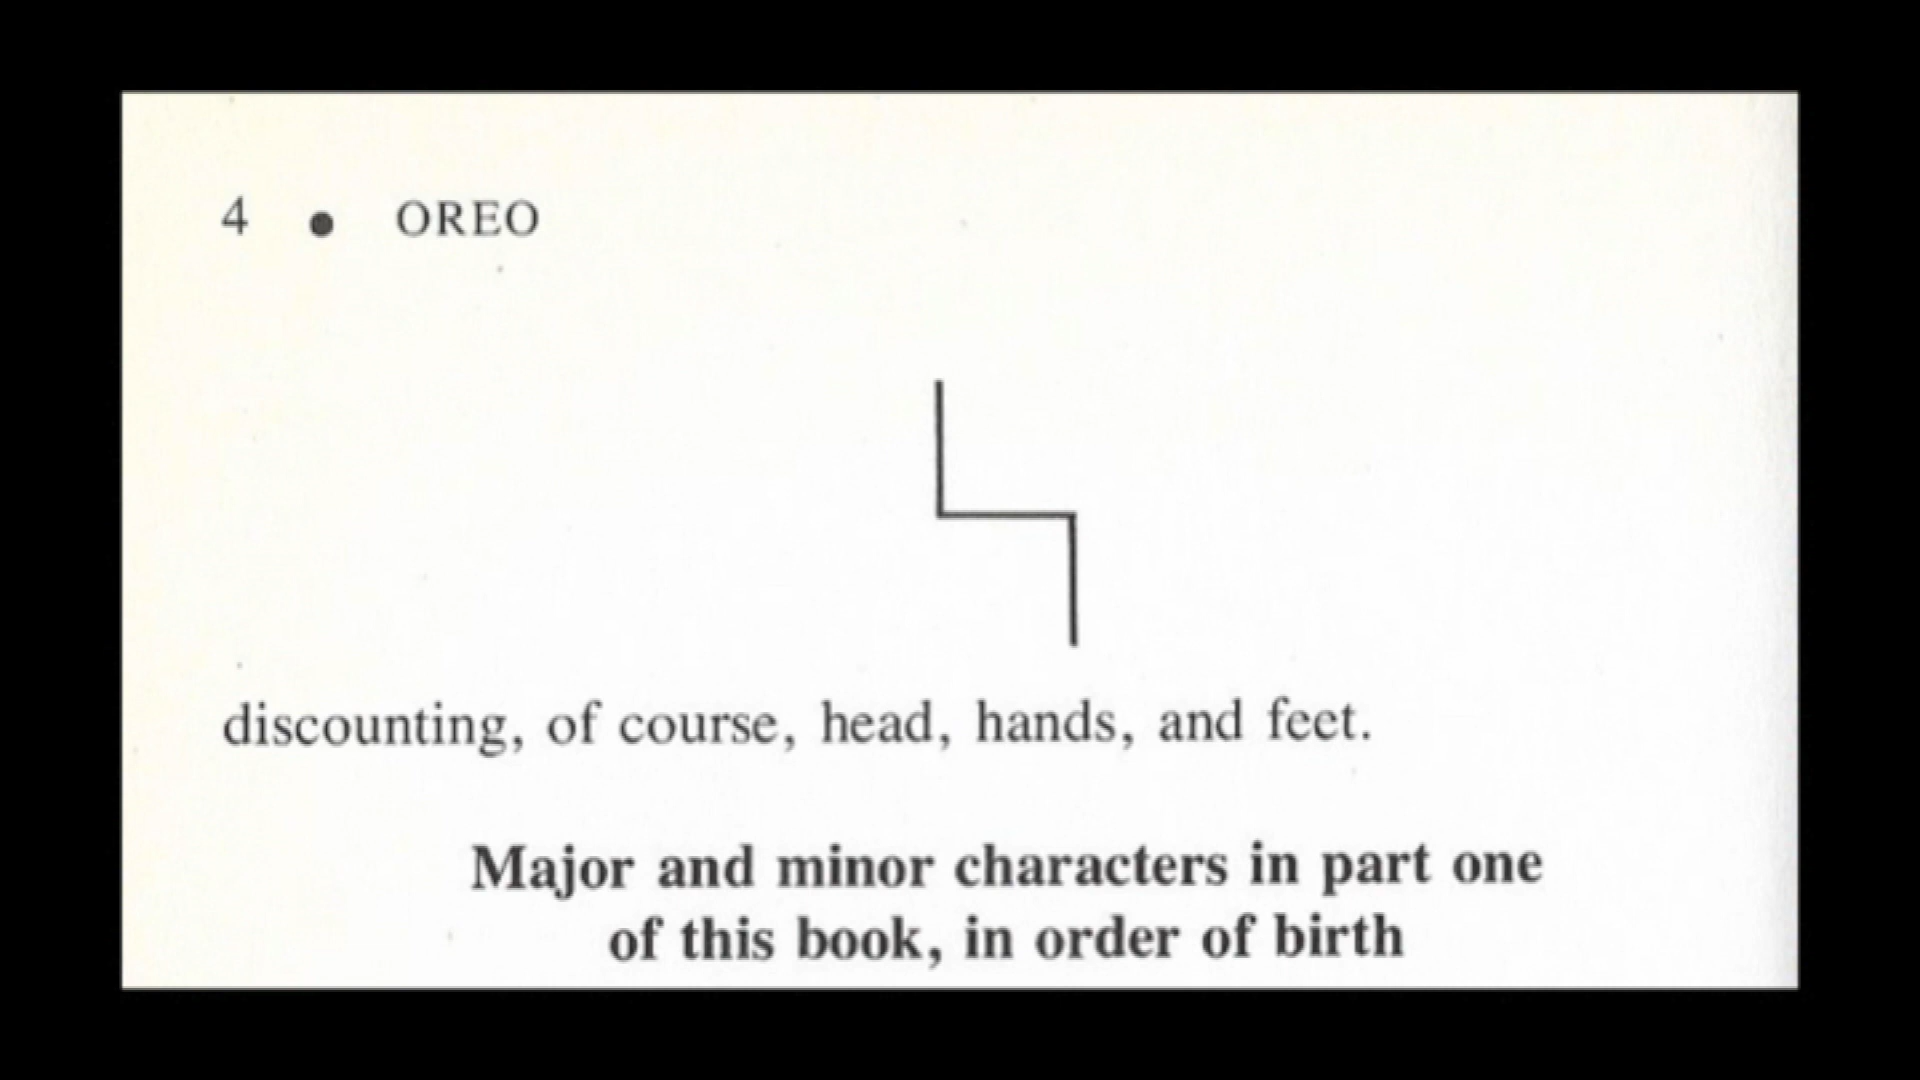 4 • OREO
discounting, of course, head, hands, and feet.
Major and minor characters in part one
of this book, in order of birth